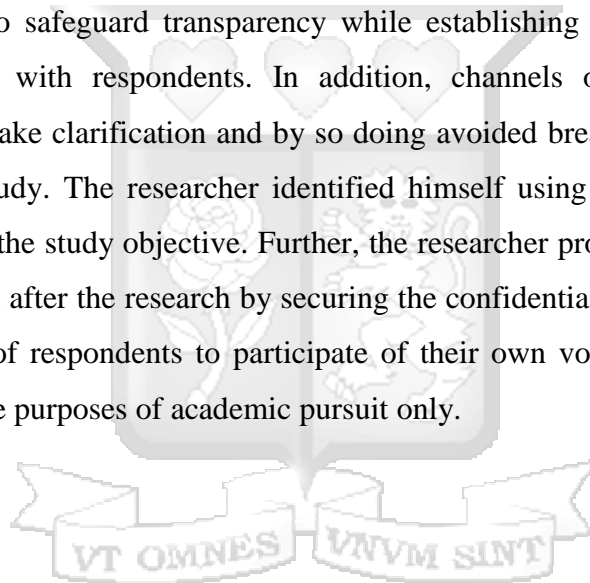 o safeguard transparency while establishing
with respondents. In addition, channels o
ake clarification and by so doing avoided brea
udy. The researcher identified himself using
the study objective. Further, the researcher pro
after the research by securing the confidentia
of respondents to participate of their own vo
e purposes of academic pursuit only.
VT OMNES VNVM SINT